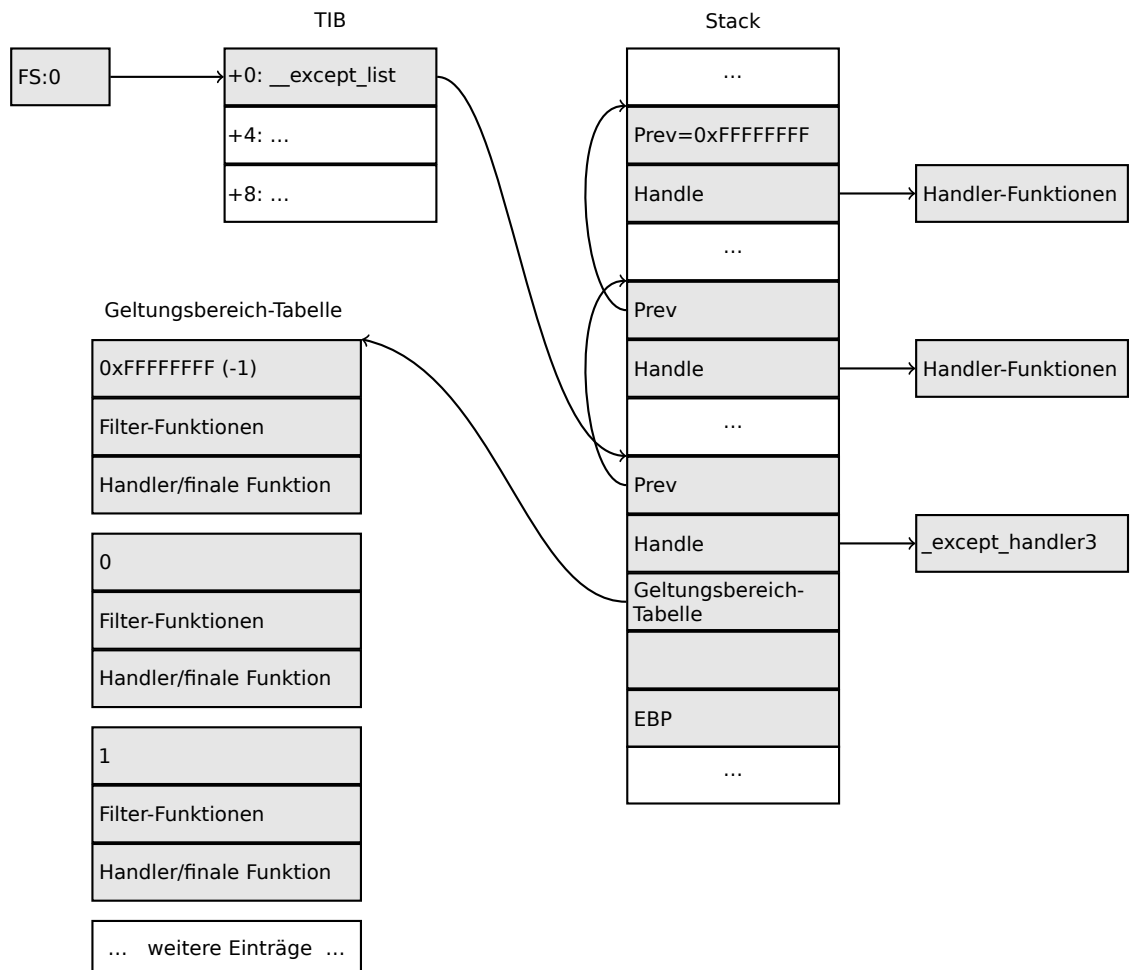 TIB
FS:0
+0: __except_list
+4: ...
+8: ...
Stack
...
Prev=0xFFFFFFFF
Handle
Handler-Funktionen
...
Prev
Handle
Handler-Funktionen
...
Prev
Handle
_except_handler3
Geltungsbereich-
Tabelle
EBP
...
Geltungsbereich-Tabelle
0xFFFFFFFF (-1)
Filter-Funktionen
Handler/finale Funktion
0
Filter-Funktionen
Handler/finale Funktion
1
Filter-Funktionen
Handler/finale Funktion
... weitere Einträge ...